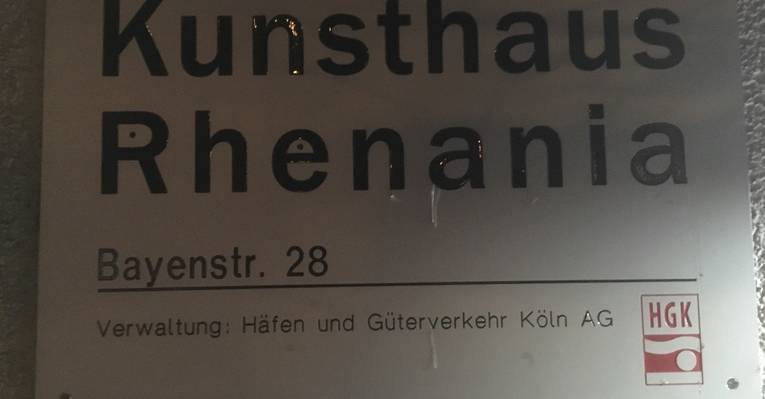 Kunsthaus
Rhenania
Bayenstr. 28
Verwaltung: Häfen und Güterverkehr Köln AG
HGK